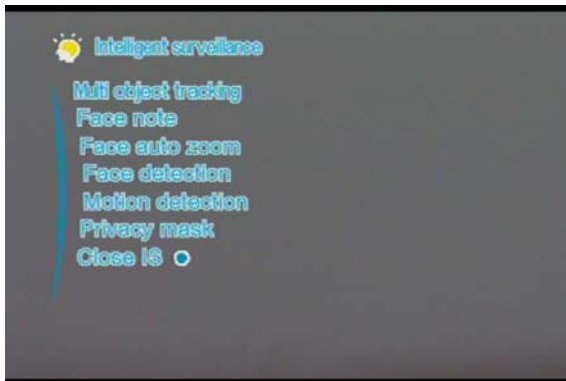 Intelligent surveillance
Multi object tracking
Face note
Face auto zoom
Face detection
Motion detection
Privacy mask
Close IS